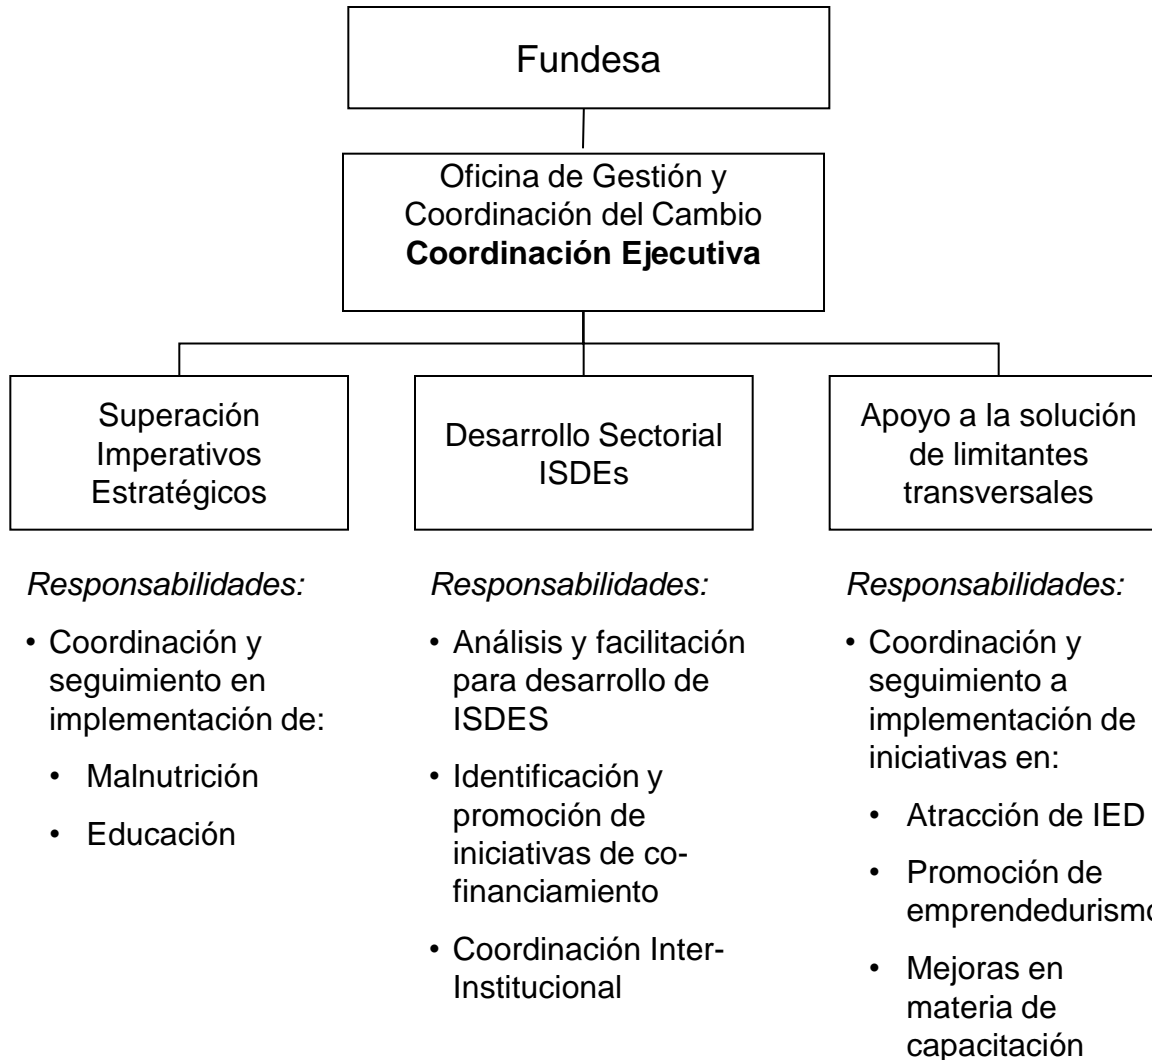 Fundesa
Oficina de Gestión y
Coordinación del Cambio
Coordinación Ejecutiva
Superación
Imperativos
Estratégicos
Desarrollo Sectorial
ISDEs
Apoyo a la solución
de limitantes
transversales
Responsabilidades:
• Coordinación y
seguimiento en
implementación de:
• Malnutrición
• Educación
Responsabilidades:
• Análisis y facilitación
para desarrollo de
ISDES
• Identificación y
promoción de
iniciativas de co-
financiamiento
• Coordinación Inter-
Institucional
Responsabilidades:
• Coordinación y
seguimiento a
implementación de
iniciativas en:
• Atracción de IED
• Promoción de
emprendedurismo
• Mejoras en
materia de
capacitación